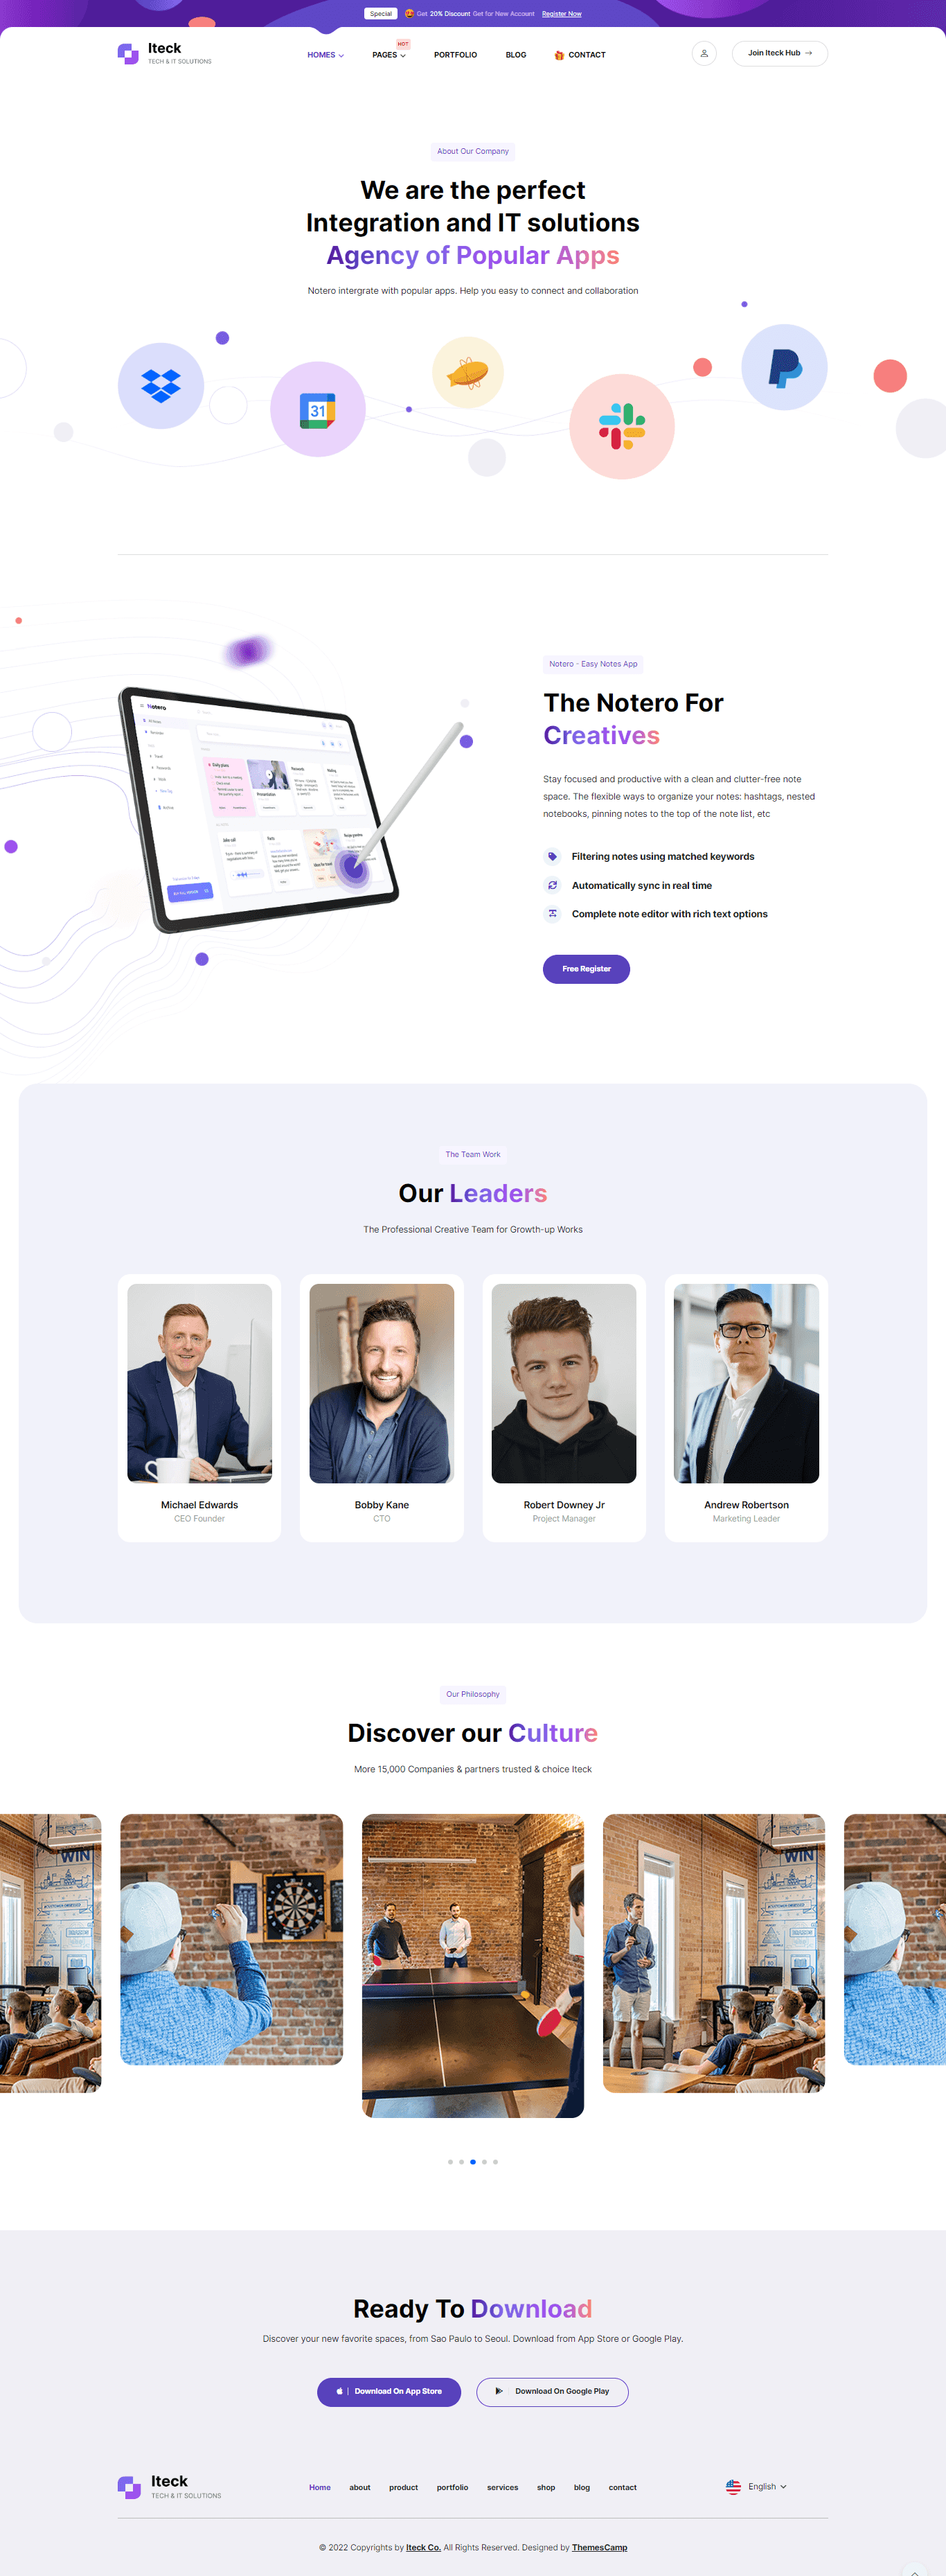 Special Get 20% Discount Get for New Account Register Now
Iteck
TECH & IT SOLUTIONS
HOMES
PAGES
HOT
PORTFOLIO
BLOG
CONTACT
Join Iteck Hub
About Our Company
We are the perfect
Integration and IT solutions
Agency of Popular Apps
Notero intergrate with popular apps. Help you easy to connect and collaboration
31
Notero
Notero - Easy Notes App
The Notero For
Creatives
Stay focused and productive with a clean and clutter-free note
space. The flexible ways to organize your notes: hashtags, nested
notebooks, pinning notes to the top of the note list, etc
Filtering notes using matched keywords
Automatically sync in real time
Complete note editor with rich text options
Free Register
The Team Work
Our Leaders
The Professional Creative Team for Growth-up Works
Michael Edwards
CEO Founder
Bobby Kane
CTO
Robert Downey Jr
Project Manager
Andrew Robertson
Marketing Leader
Our Philosophy
Discover our Culture
More 15,000 Companies & partners trusted & choice Iteck
WIN
WIN
Ready To Download
Discover your new favorite spaces, from Sao Paulo to Seoul. Download from App Store or Google Play.
Download On App Store
Download On Google Play
Iteck
TECH & IT SOLUTIONS
Home
about
product
portfolio
services
shop
blog
contact
English
© 2022 Copyrights by Iteck Co. All Rights Reserved. Designed by ThemesCamp